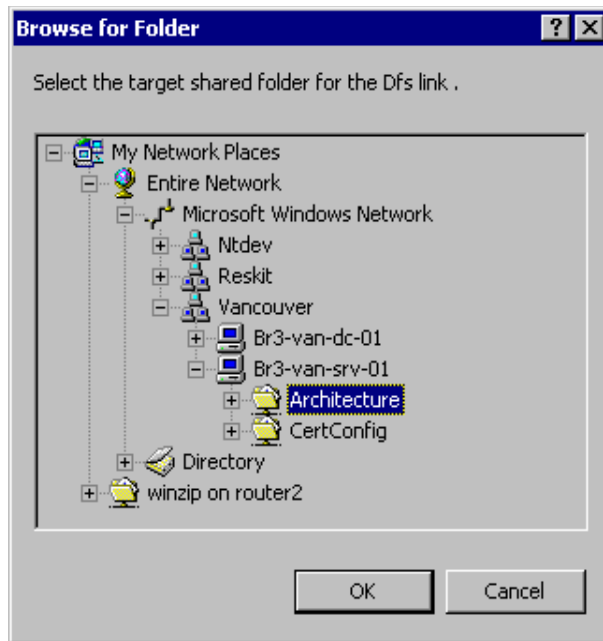 Browse for Folder
Select the target shared folder for the Dfs link .
My Network Places
Entire Network
Microsoft Windows Network
Ntdev
Reskit
Vancouver
Br3-van-dc-01
Br3-van-srv-01
Architecture
CertConfig
Directory
winzip on router2
OK Cancel